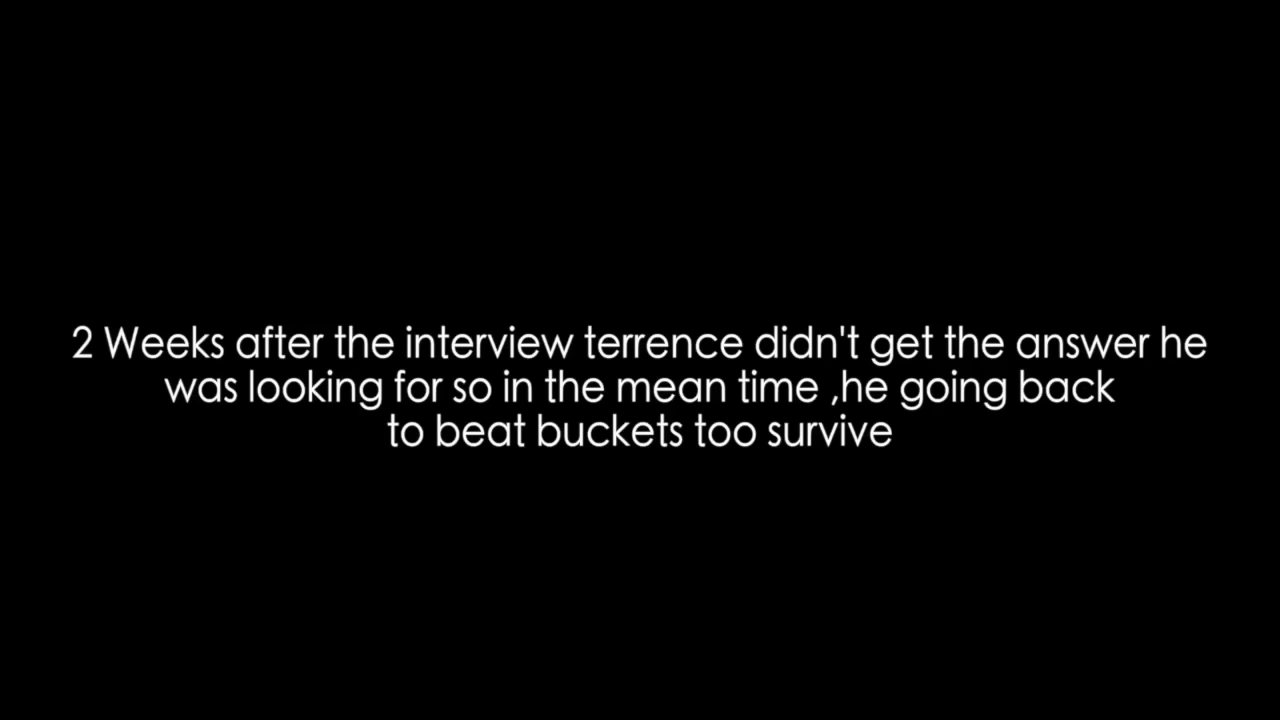 2 Weeks after the interview terrence didn't get the answer he
was looking for so in the mean time ,he going back
to beat buckets too survive